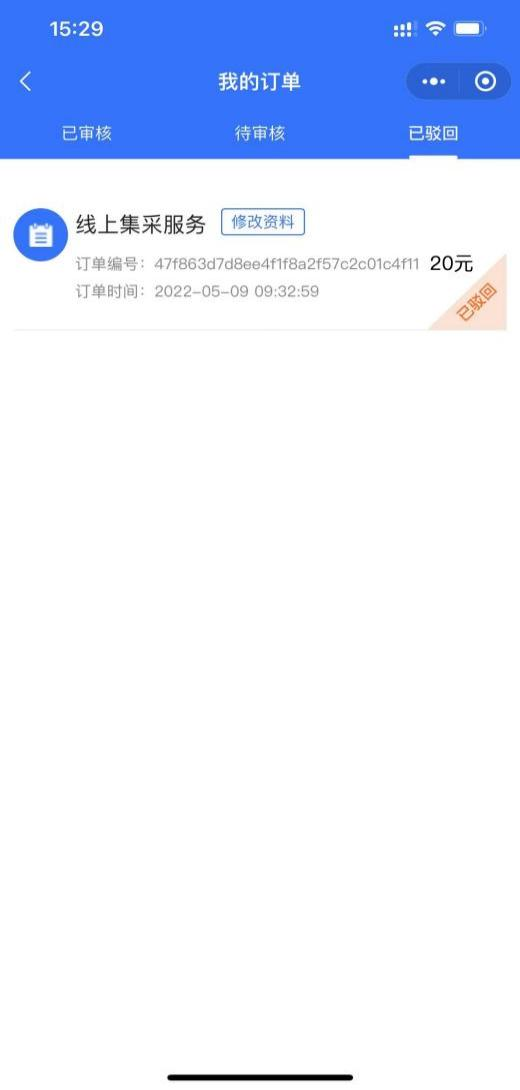 15:29
我的订单
已审核
待审核
已驳回
线上集采服务 修改资料
订单编号：47f863d7d8ee4f1f8a2f57c2c01c4f11 20元
订单时间：2022-05-09 09:32:59
已驳回